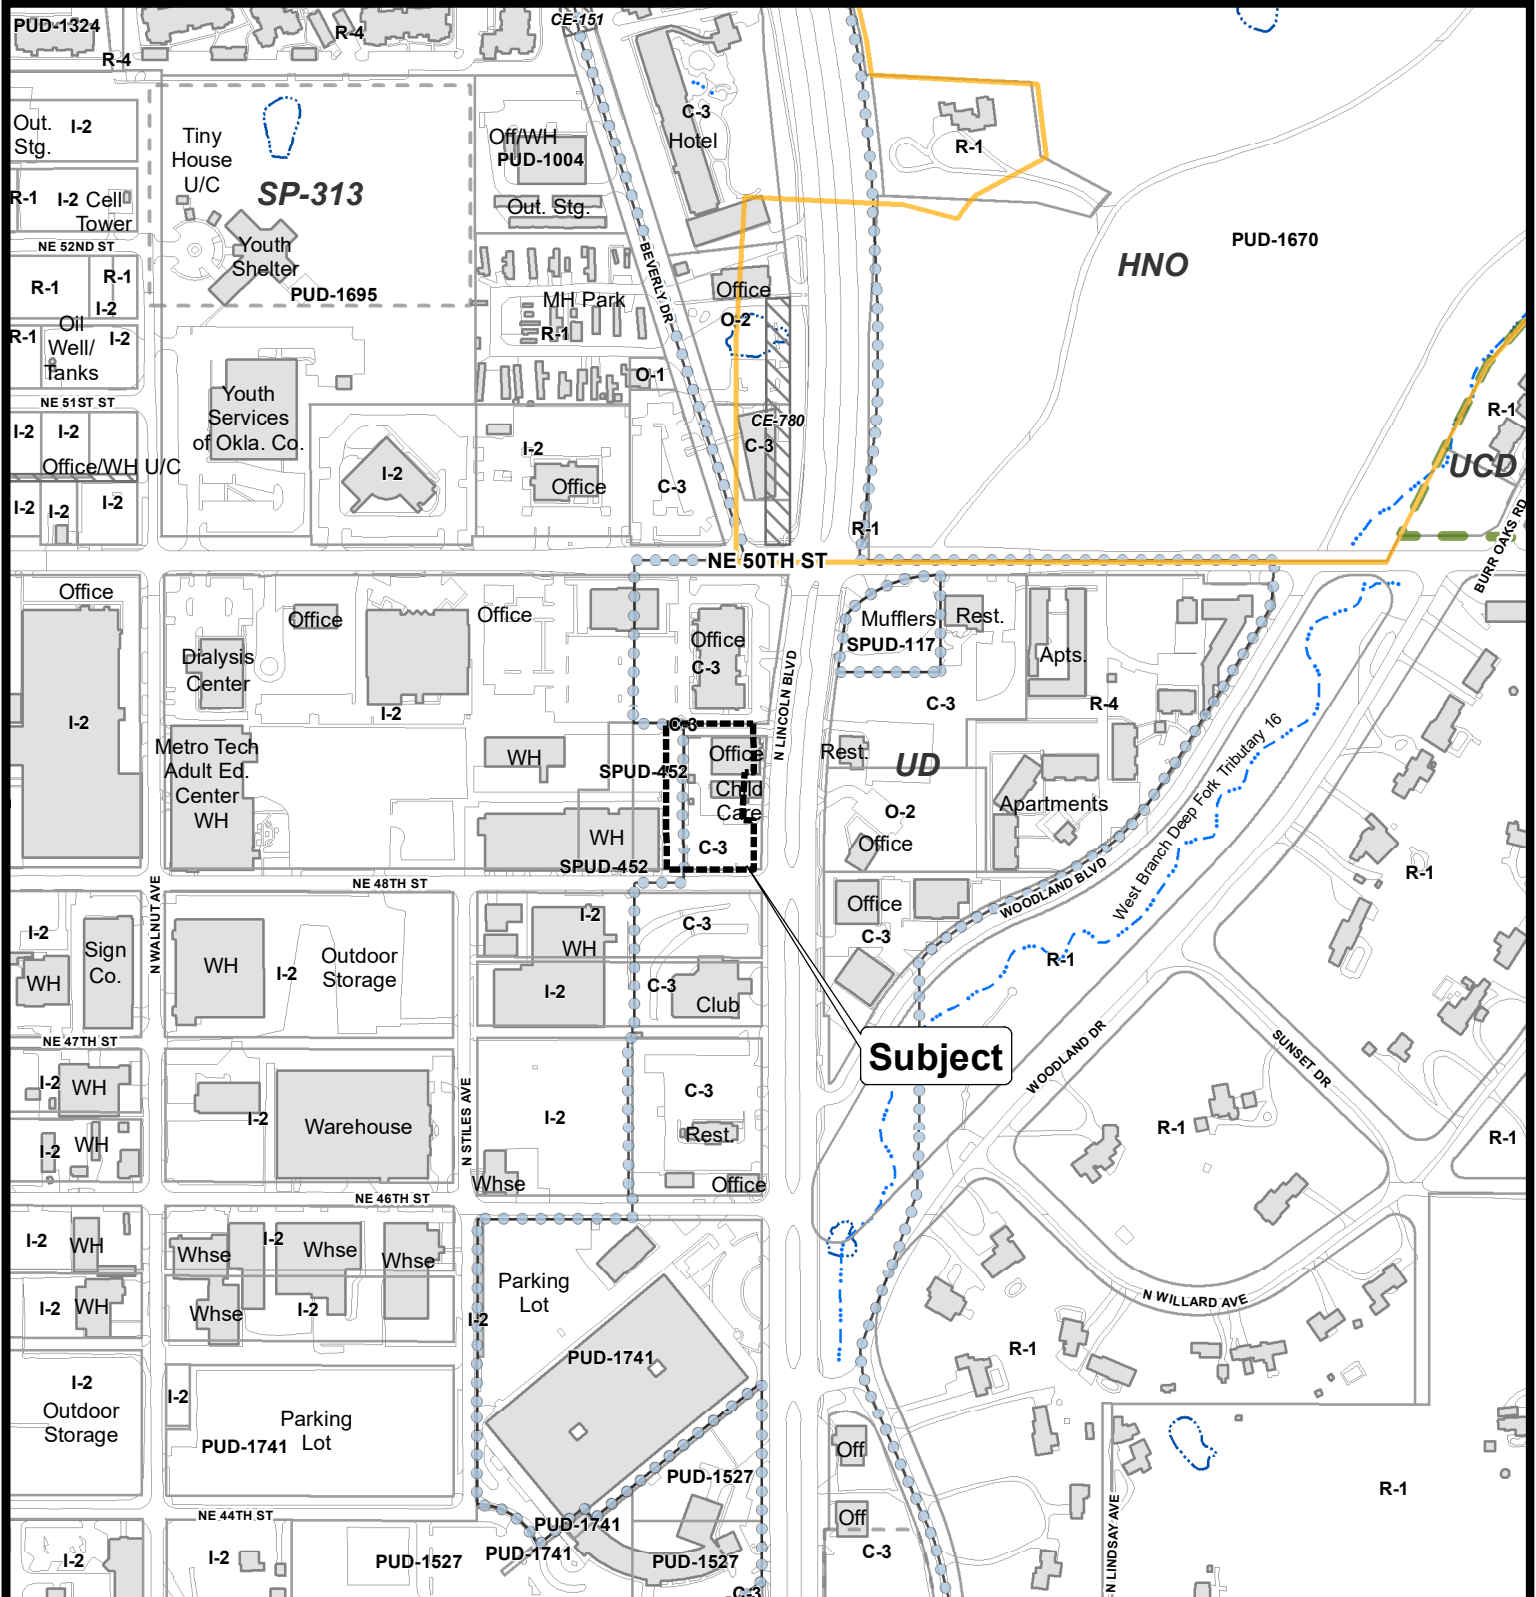 PUD-1324
R-4
R-4
CE-151
Out.
Stg.
I-2
Tiny
House
U/C
SP-313
Off/WH
PUD-1004
C-3
Hotel
R-1
R-1
I-2
Cell
Tower
Out. Stg.
NE 52ND ST
Youth
Shelter
PUD-1695
BEVERLY DR
HNO
PUD-1670
R-1
R-1
I-2
MH Park
R-1
Office
O-2
R-1
Oil
Well/
Tanks
I-2
O-1
NE 51ST ST
Youth
Services
of Okla. Co.
I-2
I-2
Office/WH U/C
I-2
I-2
Office
C-3
CE-780
C-3
R-1
UCD
I-2
I-2
I-2
R-1
BURR OAKS RD
NE 50TH ST
Office
Office
Office
Office
C-3
Mufflers
SPUD-117
Rest.
Apts.
Dialysis
Center
I-2
I-2
N LINCOLN BLVD
C-3
R-4
C-3
Metro Tech
Adult Ed.
Center
WH
WH
SPUD-452
Office
Child
Care
C-3
Rest.
UD
O-2
Office
Apartments
West Branch Deep Fork Tributary 16
WH
SPUD-452
WOODLAND BLVD
R-1
N WALNUT AVE
NE 48TH ST
Office
C-3
I-2
Sign
Co.
WH
WH
I-2
Outdoor
Storage
I-2
WH
C-3
I-2
C-3
Club
R-1
NE 47TH ST
Subject
WOODLAND DR
SUNSET DR
I-2
WH
I-2
WH
I-2
Warehouse
N STILES AVE
I-2
C-3
Rest.
R-1
R-1
Whse
Office
NE 46TH ST
I-2
WH
Whse
I-2
Whse
Whse
Parking
Lot
I-2
WH
Whse
I-2
I-2
N WILLARD AVE
PUD-1741
R-1
I-2
Outdoor
Storage
I-2
Parking
Lot
PUD-1741
Off
PUD-1527
R-1
NE 44TH ST
PUD-1741
Off
I-2
I-2
PUD-1527
PUD-1741
PUD-1527
C-3
C-3
N LINDSAY AVE